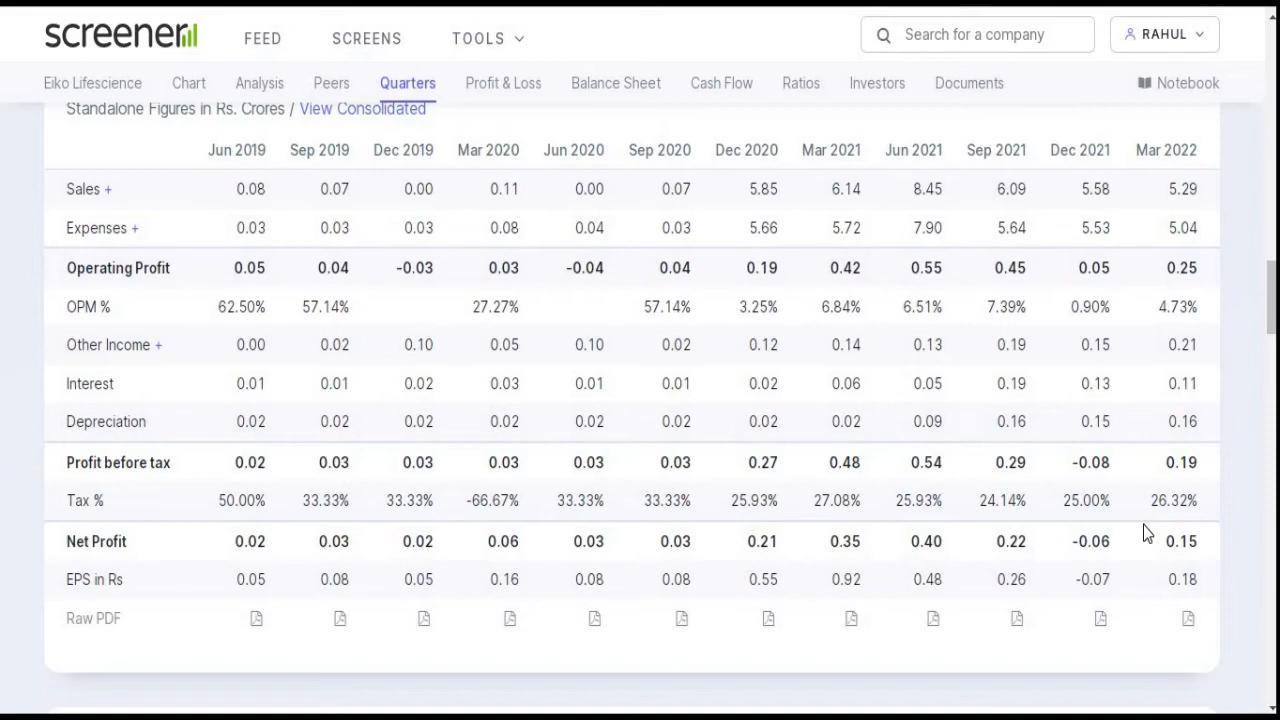 screener FEED SCREENS TOOLS Search for a company RAHUL
Eiko Lifescience Chart Analysis Peers Quarters Profit & Loss Balance Sheet Cash Flow Ratios Investors Documents Notebook
Standalone Figures in Rs. Crores / View Consolidated
Jun 2019 Sep 2019 Dec 2019 Mar 2020 Jun 2020 Sep 2020 Dec 2020 Mar 2021 Jun 2021 Sep 2021 Dec 2021 Mar 2022
Sales + 0.08 0.07 0.00 0.11 0.00 0.07 5.85 6.14 8.45 6.09 5.58 5.29
Expenses + 0.03 0.03 0.03 0.08 0.04 0.03 5.66 5.72 7.90 5.64 5.53 5.04
Operating Profit 0.05 0.04 -0.03 0.03 -0.04 0.04 0.19 0.42 0.55 0.45 0.05 0.25
OPM % 62.50% 57.14% 27.27% 57.14% 3.25% 6.84% 6.51% 7.39% 0.90% 4.73%
Other Income + 0.00 0.02 0.10 0.05 0.10 0.02 0.12 0.14 0.13 0.19 0.15 0.21
Interest 0.01 0.01 0.02 0.03 0.01 0.01 0.02 0.06 0.05 0.19 0.13 0.11
Depreciation 0.02 0.02 0.02 0.02 0.02 0.02 0.02 0.02 0.09 0.16 0.15 0.16
Profit before tax 0.02 0.03 0.03 0.03 0.03 0.03 0.27 0.48 0.54 0.29 -0.08 0.19
Tax % 50.00% 33.33% 33.33% -66.67% 33.33% 33.33% 25.93% 27.08% 25.93% 24.14% 25.00% 26.32%
Net Profit 0.02 0.03 0.02 0.06 0.03 0.03 0.21 0.35 0.40 0.22 -0.06 0.15
EPS in Rs 0.05 0.08 0.05 0.16 0.08 0.08 0.55 0.92 0.48 0.26 -0.07 0.18
Raw PDF